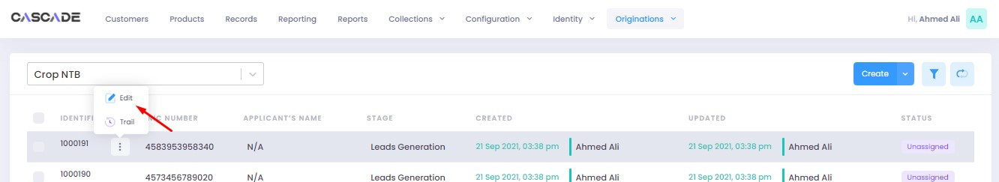 CASCADE Customers Products Records Reporting Reports Collections Configuration Identity Originations Hi, Ahmed Ali AA
Crop NTB Create
Edit
IDENTIFI NIC NUMBER APPLICANT'S NAME STAGE CREATED UPDATED STATUS
Trail
1000191 4583953958340 N/A Leads Generation 21 Sep 2021, 03:38 pm Ahmed Ali 21 Sep 2021, 03:38 pm Ahmed Ali Unassigned
1000190 4573456789020 N/A Leads Generation 21 Sep 2021, 03:38 pm Ahmed Ali 21 Sep 2021, 03:38 pm Ahmed Ali Unassigned